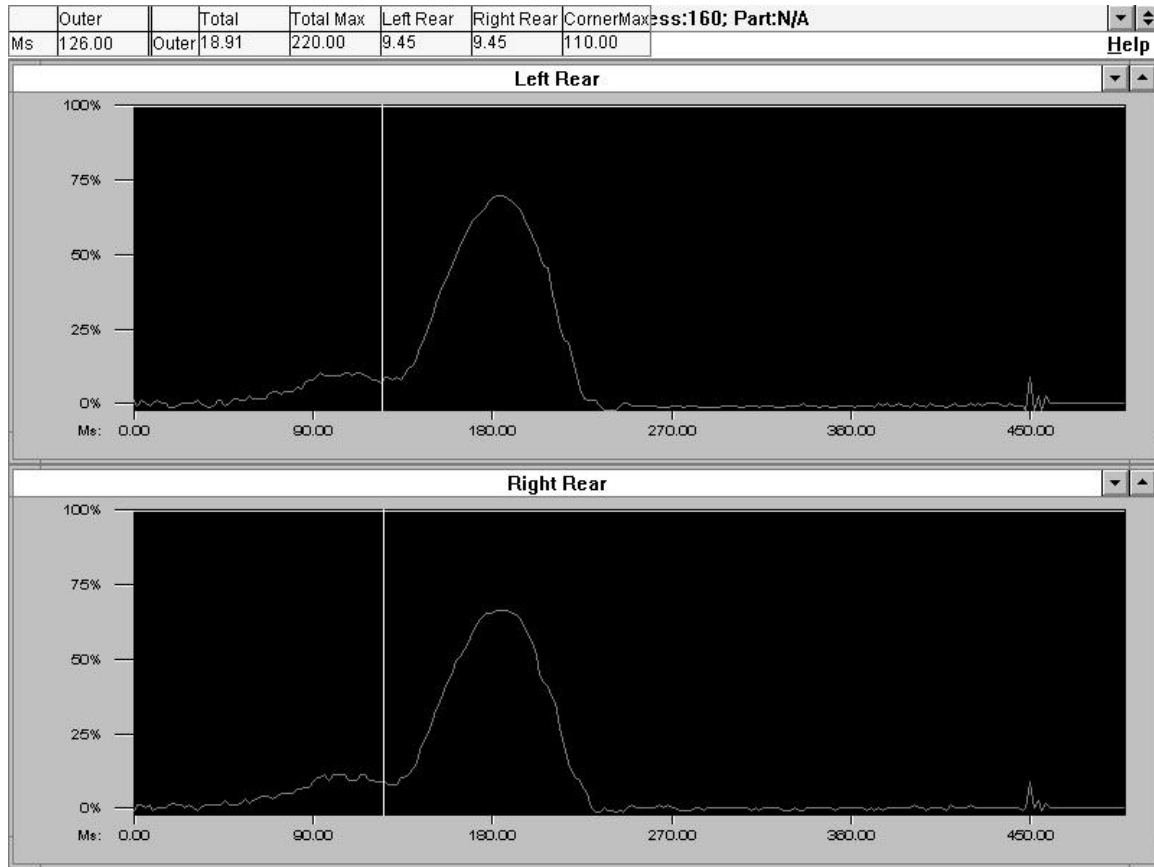 Outer Total Total Max Left Rear Right Rear CornerMax ess:160; Part:N/A
Ms 126.00 Outer 18.91 220.00 9.45 9.45 110.00 Help
Left Rear
100%
75%
50%
25%
0%
Ms: 0.00 90.00 180.00 270.00 360.00 450.00
Right Rear
100%
75%
50%
25%
0%
Ms: 0.00 90.00 180.00 270.00 360.00 450.00